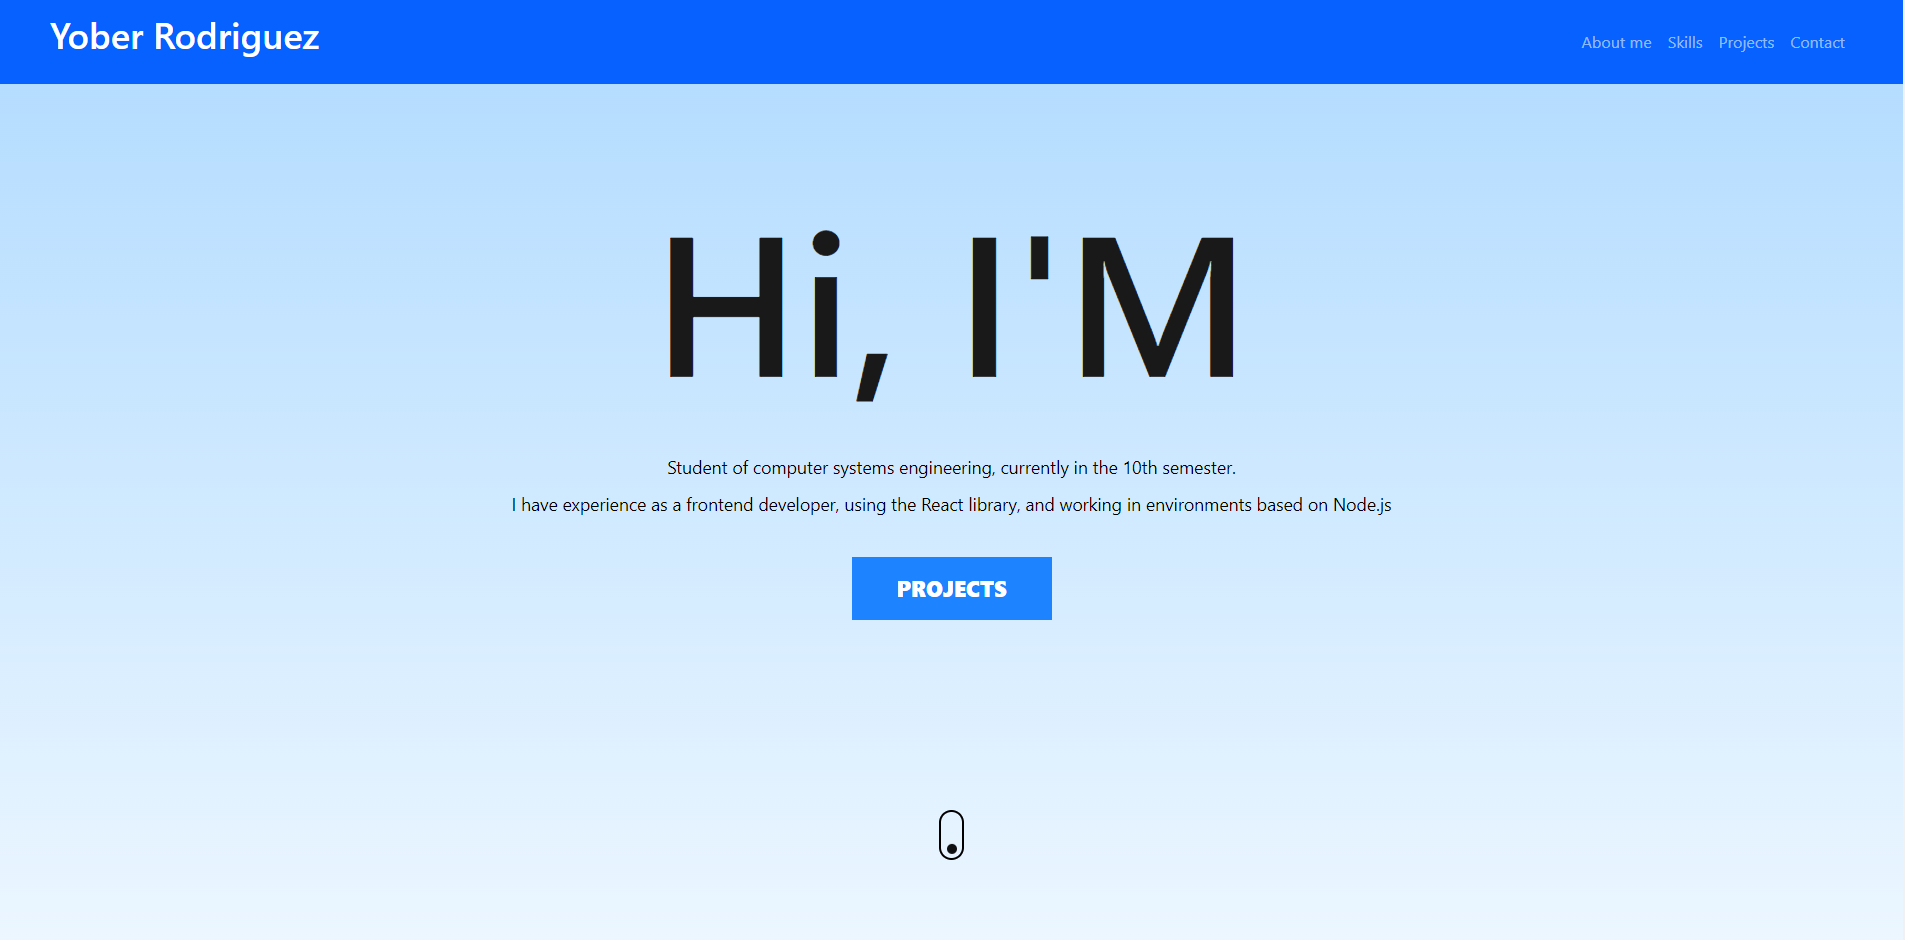 Yober Rodriguez
About me Skills Projects Contact
Hi, I'M
Student of computer systems engineering, currently in the 10th semester.
I have experience as a frontend developer, using the React library, and working in environments based on Node.js
PROJECTS